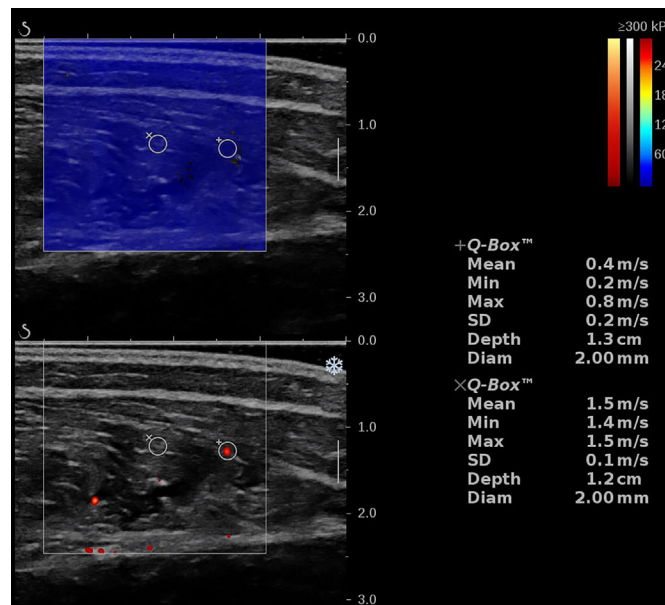 ≥300 kP
0.0
24
18
1.0
12
60
2.0
3.0
+Q-Box™
Mean 0.4 m/s
Min 0.2 m/s
Max 0.8 m/s
SD 0.2 m/s
Depth 1.3 cm
Diam 2.00 mm
0.0
×Q-Box™
Mean 1.5 m/s
Min 1.4 m/s
Max 1.5 m/s
SD 0.1 m/s
Depth 1.2 cm
Diam 2.00 mm
1.0
2.0
3.0